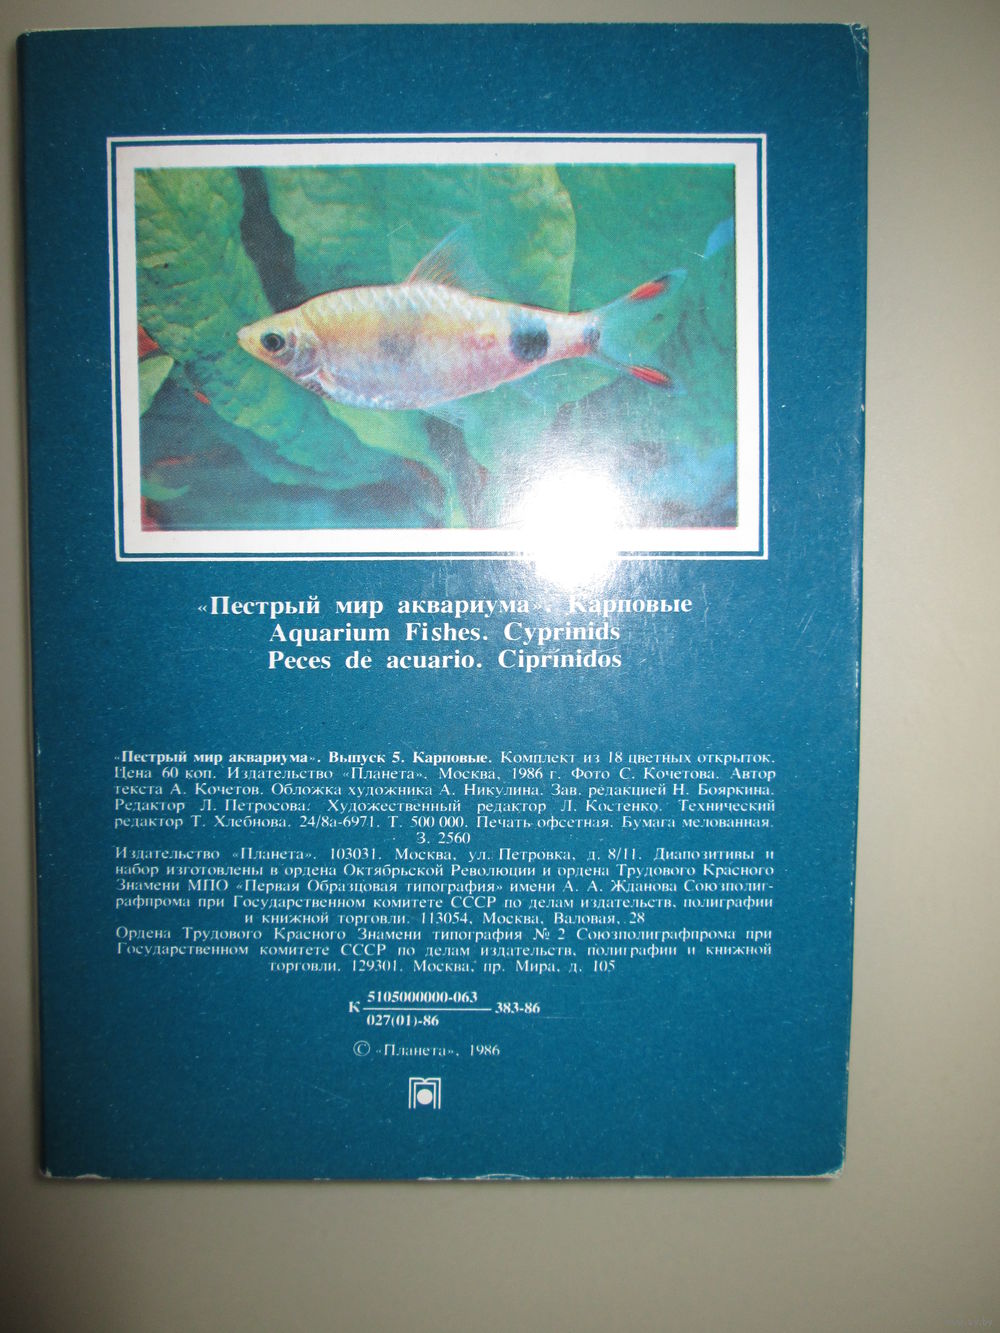 «Пестрый мир аквариума». Карповые
Aquarium Fishes. Cyprinids
Peces de acuario. Ciprínidos
«Пестрый мир аквариума». Выпуск 5. Карповые. Комплект из 18 цветных открыток.
Цена 60 коп. Издательство «Планета». Москва, 1986 г. Фото С. Кочетова. Автор
текста А. Кочетов. Обложка художника А. Никулина. Зав. редакцией Н. Бояркина.
Редактор Л. Петросова. Художественный редактор Л. Костенко. Технический
редактор Т. Хлебнова. 24/8а-6971. Т. 500 000. Печать офсетная. Бумага мелованная.
З. 2560
Издательство «Планета». 103031. Москва, ул. Петровка, д. 8/11. Диапозитивы и
набор изготовлены в ордена Октябрьской Революции и ордена Трудового Красного
Знамени МПО «Первая Образцовая типография» имени А. А. Жданова Союзполиг-
рафпрома при Государственном комитете СССР по делам издательств, полиграфии
и книжной торговли. 113054, Москва, Валовая, 28
Ордена Трудового Красного Знамени типография № 2 Союзполиграфпрома при
Государственном комитете СССР по делам издательств, полиграфии и книжной
торговли. 129301. Москва, пр. Мира, д. 105
К 5105000000-063 383-86
027(01)-86
© «Планета», 1986